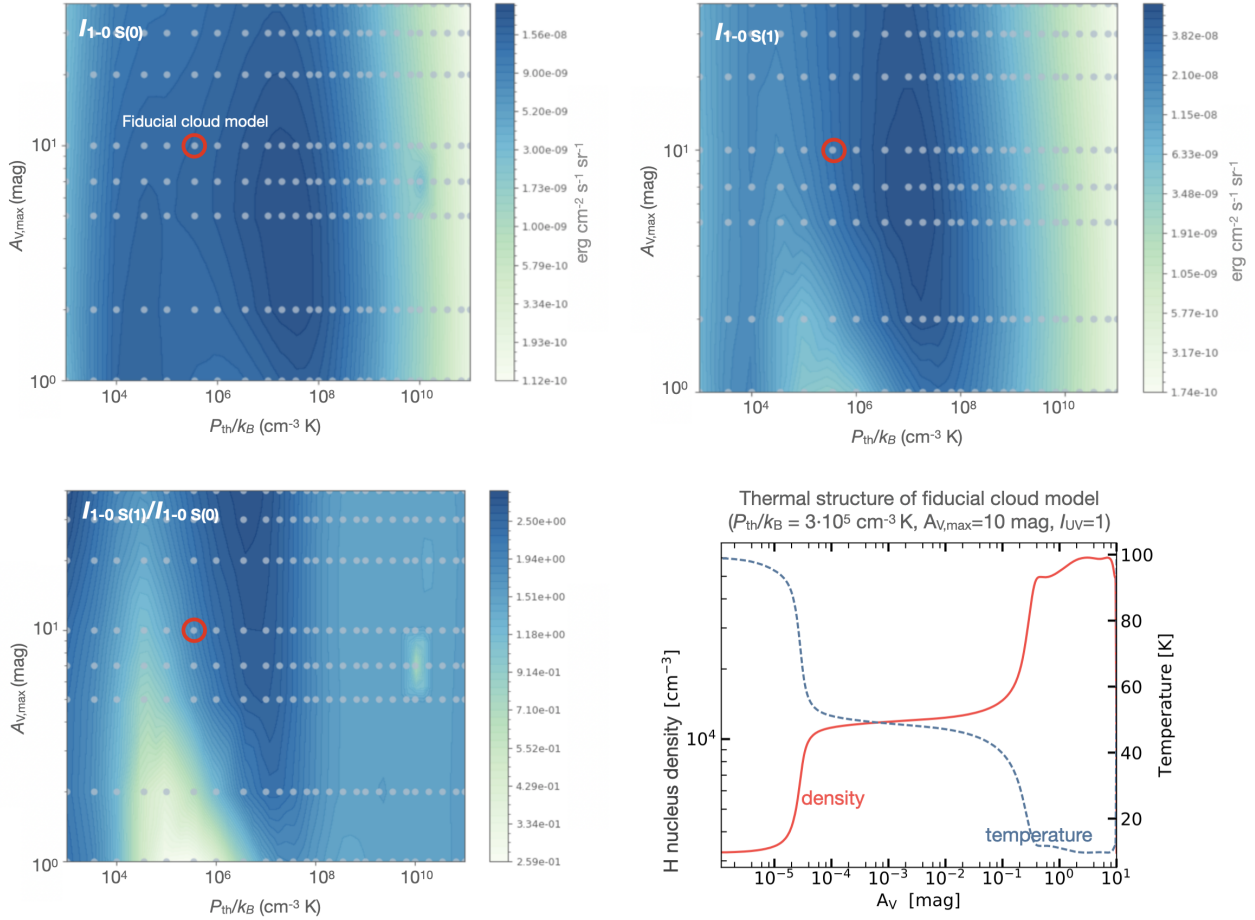 I1-0 S(0)
Fiducial cloud model
10¹
10⁰
AV,max (mag)
10⁴
10⁶
10⁸
10¹⁰
Pth/kB (cm-3 K)
1.56e-08
9.00e-09
5.20e-09
3.00e-09
1.73e-09
1.00e-09
5.79e-10
3.34e-10
1.93e-10
1.12e-10
erg cm-2 s-1 sr1
I1-0 S(1)
10¹
10⁰
AV,max (mag)
10⁴
10⁶
10⁸
10¹⁰
Pth/kB (cm-3 K)
3.82e-08
2.10e-08
1.15e-08
6.33e-09
3.48e-09
1.91e-09
1.05e-09
5.77e-10
3.17e-10
1.74e-10
erg cm-2 s-1 sr1
I1-0 S(1)/I1-0 S(0)
10¹
10⁰
AV,max (mag)
10⁴
10⁶
10⁸
10¹⁰
Pth/kB (cm-3 K)
2.50e+00
1.95e+00
1.51e+00
1.18e+00
9.14e-01
7.10e-01
5.52e-01
4.29e-01
3.34e-01
2.59e-01
Thermal structure of fiducial cloud model
(Pth/kB = 3·10⁵ cm-3 K, AV,max=10 mag, IUV=1)
H nucleus density [cm⁻³]
10⁴
density
temperature
100
80
60
40
20
Temperature [K]
10⁻⁵
10⁻⁴
10⁻³
10⁻²
10⁻¹
10⁰
10¹
AV [mag]